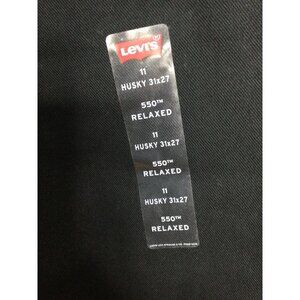 Levi's
11
HUSKY 31x27
550™
RELAXED
11
HUSKY 31x27
550™
RELAXED
11
HUSKY 31x27
550™
RELAXED